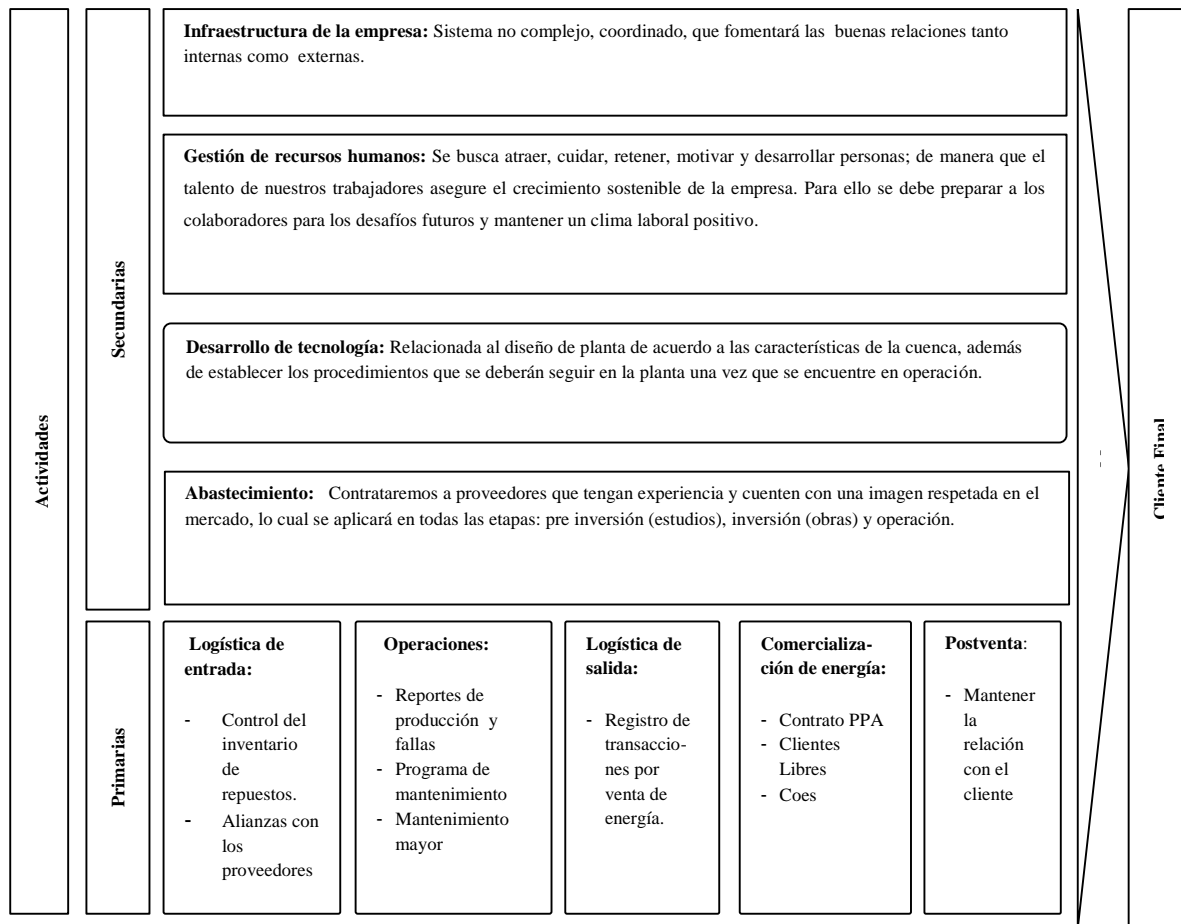 Actividades
Secundarias
Infraestructura de la empresa: Sistema no complejo, coordinado, que fomentará las buenas relaciones tanto
internas como externas.
Gestión de recursos humanos: Se busca atraer, cuidar, retener, motivar y desarrollar personas; de manera que el
talento de nuestros trabajadores asegure el crecimiento sostenible de la empresa. Para ello se debe preparar a los
colaboradores para los desafíos futuros y mantener un clima laboral positivo.
Desarrollo de tecnología: Relacionada al diseño de planta de acuerdo a las características de la cuenca, además
de establecer los procedimientos que se deberán seguir en la planta una vez que se encuentre en operación.
Abastecimiento: Contrataremos a proveedores que tengan experiencia y cuenten con una imagen respetada en el
mercado, lo cual se aplicará en todas las etapas: pre inversión (estudios), inversión (obras) y operación.
Primarias
Logística de
entrada:
- Control del
inventario
de
repuestos.
- Alianzas con
los
proveedores
Operaciones:
- Reportes de
producción y
fallas
- Programa de
mantenimiento
- Mantenimiento
mayor
Logística de
salida:
- Registro de
transaccio-
nes por
venta de
energía.
Comercializa-
ción de energía:
- Contrato PPA
- Clientes
Libres
- Coes
Postventa:
- Mantener
la
relación
con el
cliente
Cliente Final